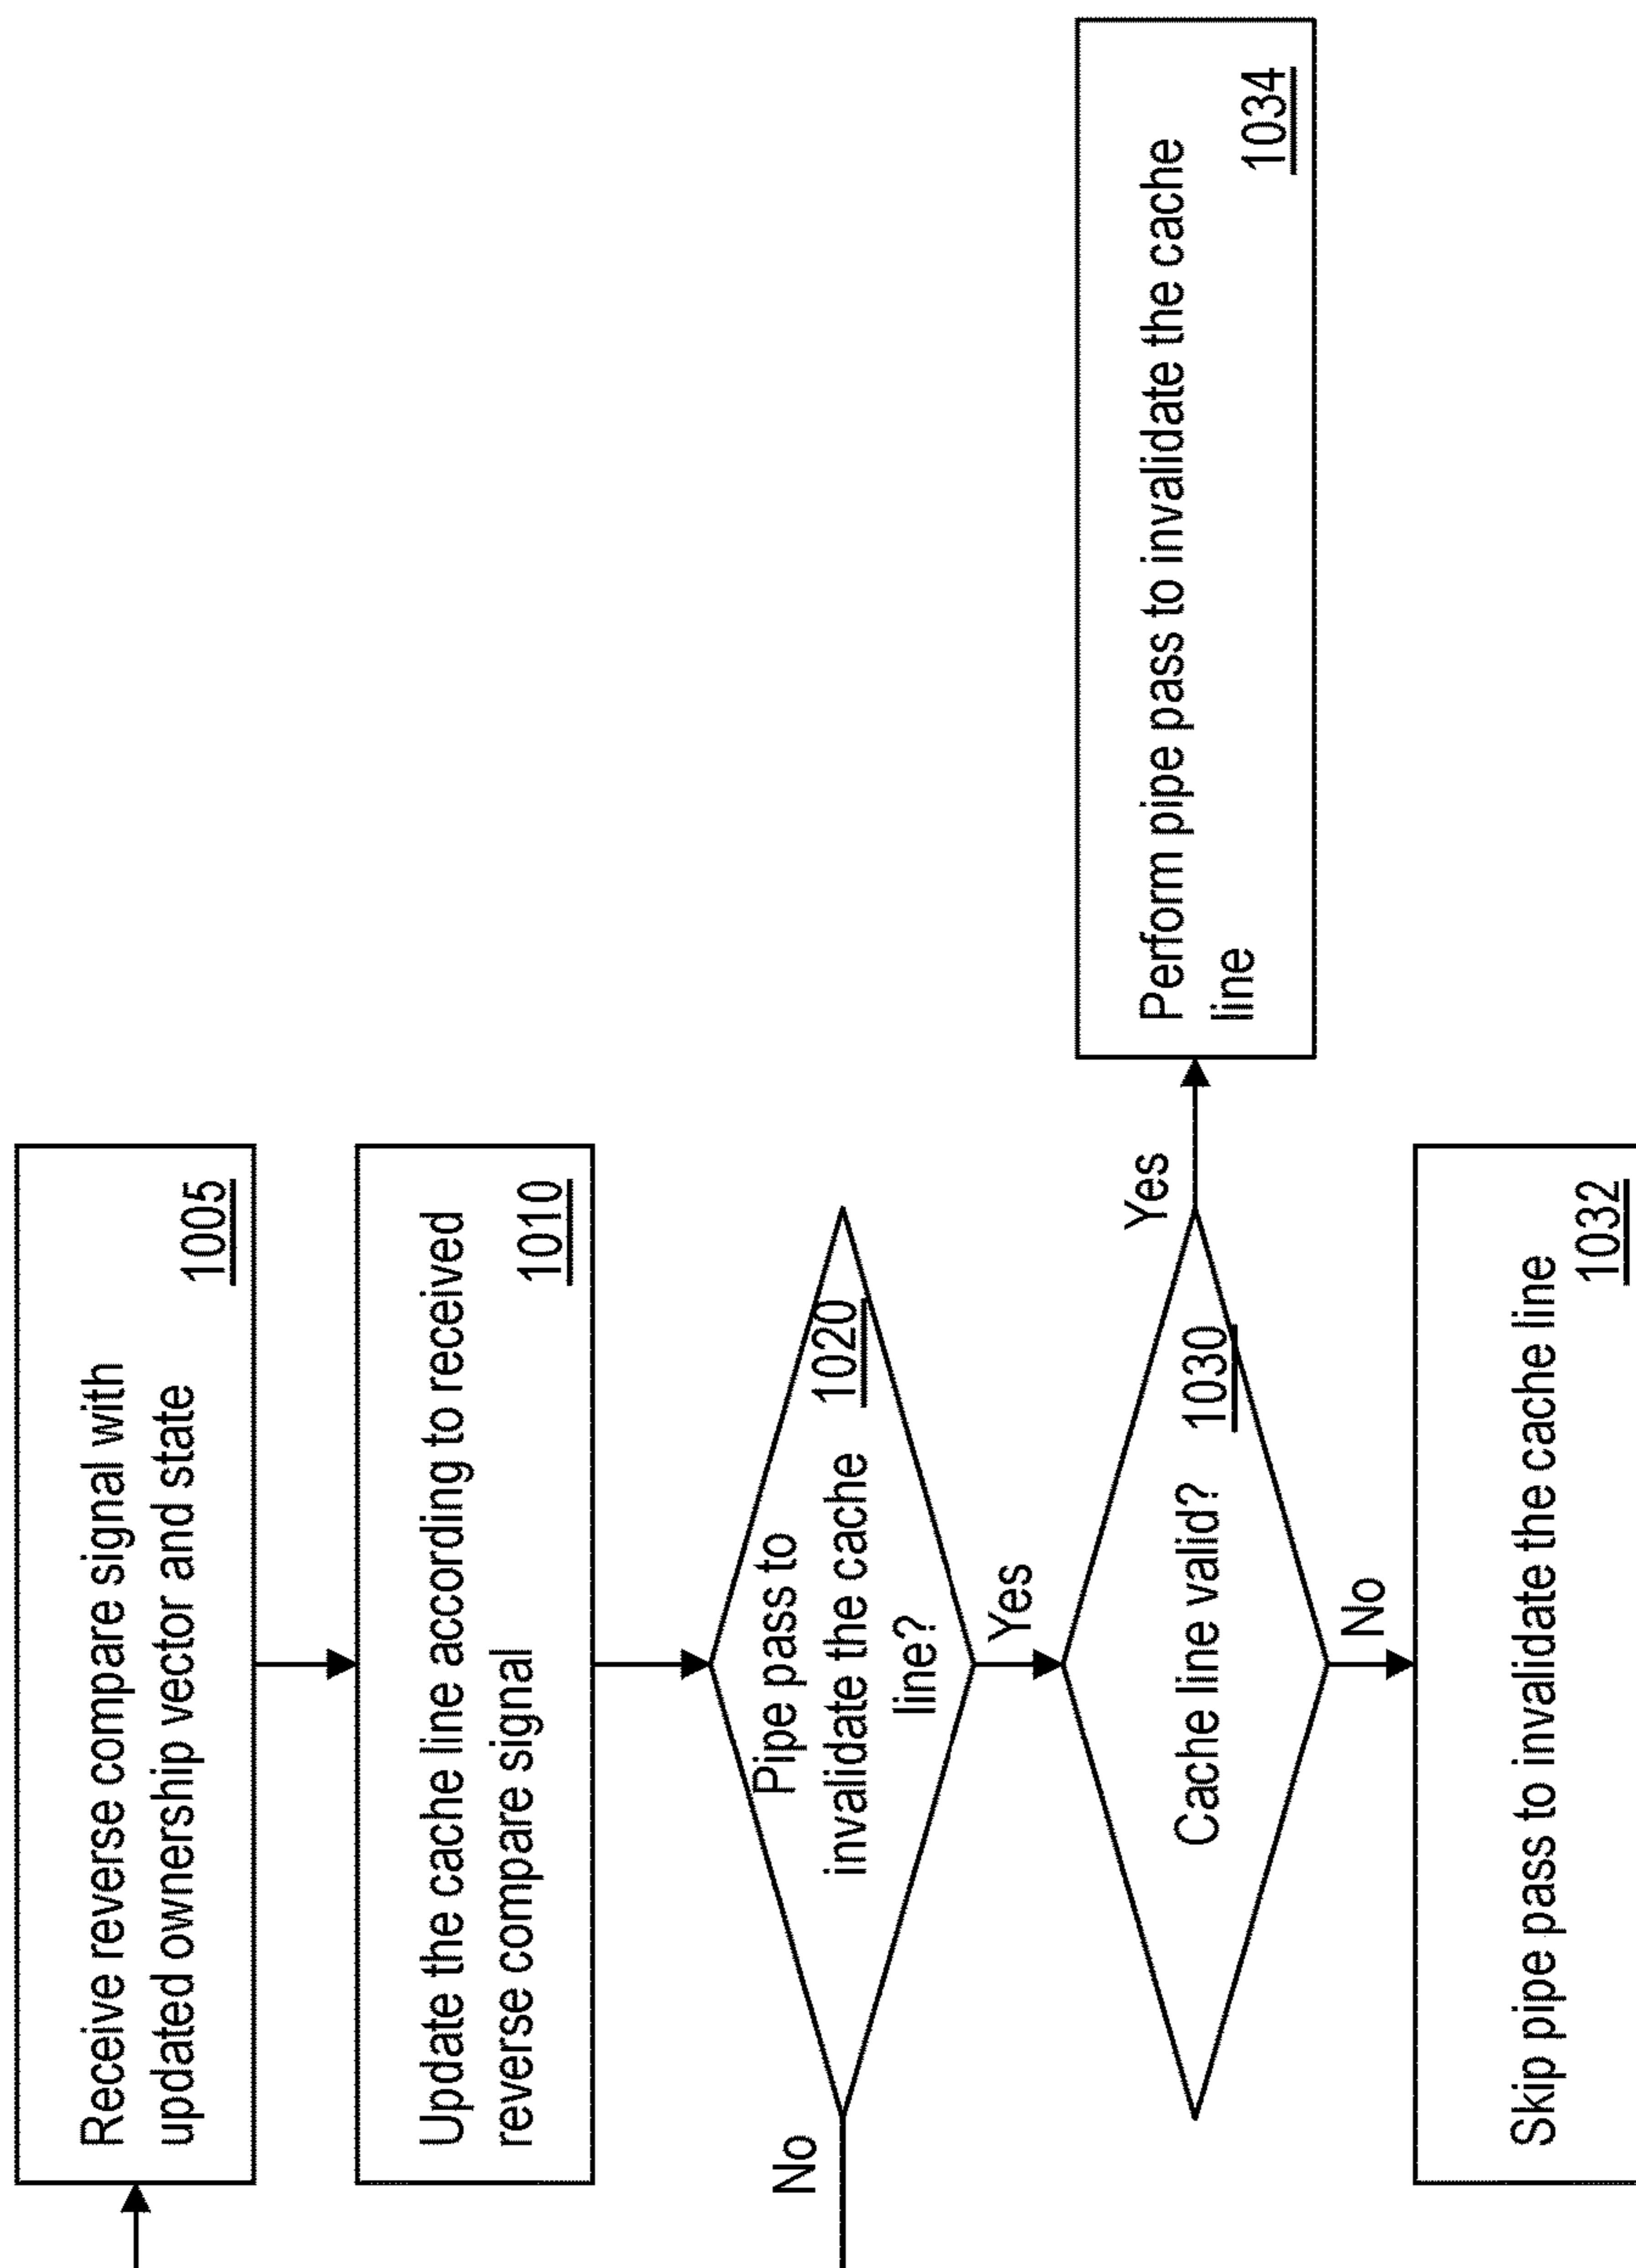 Receive reverse compare signal with
updated ownership vector and state
1005
Update the cache line according to received
reverse compare signal
1010
Pipe pass to
invalidate the cache
line?
1020
No
Yes
Cache line valid?
1030
Yes
Perform pipe pass to invalidate the cache
line
1034
No
Skip pipe pass to invalidate the cache line
1032